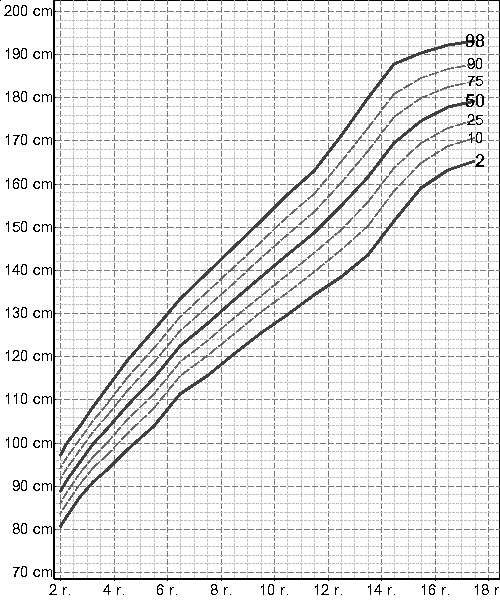 200 cm
98
190 cm
90
180 cm
75
50
170 cm
25
10
160 cm
2
150 cm
140 cm
130 cm
120 cm
110 cm
100 cm
90 cm
80 cm
70 cm
2 r. 4 r. 6 r. 8 r. 10 r. 12 r. 14 r. 16 r. 18 r